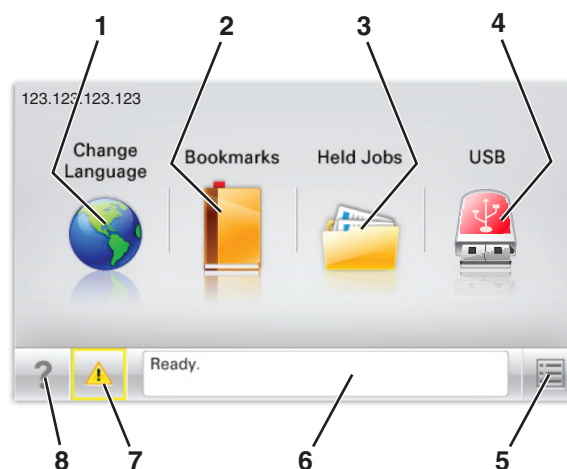 1 2 3 4
123.123.123.123
Change Language
Bookmarks
Held Jobs
USB
?
Ready.
8 7 6 5